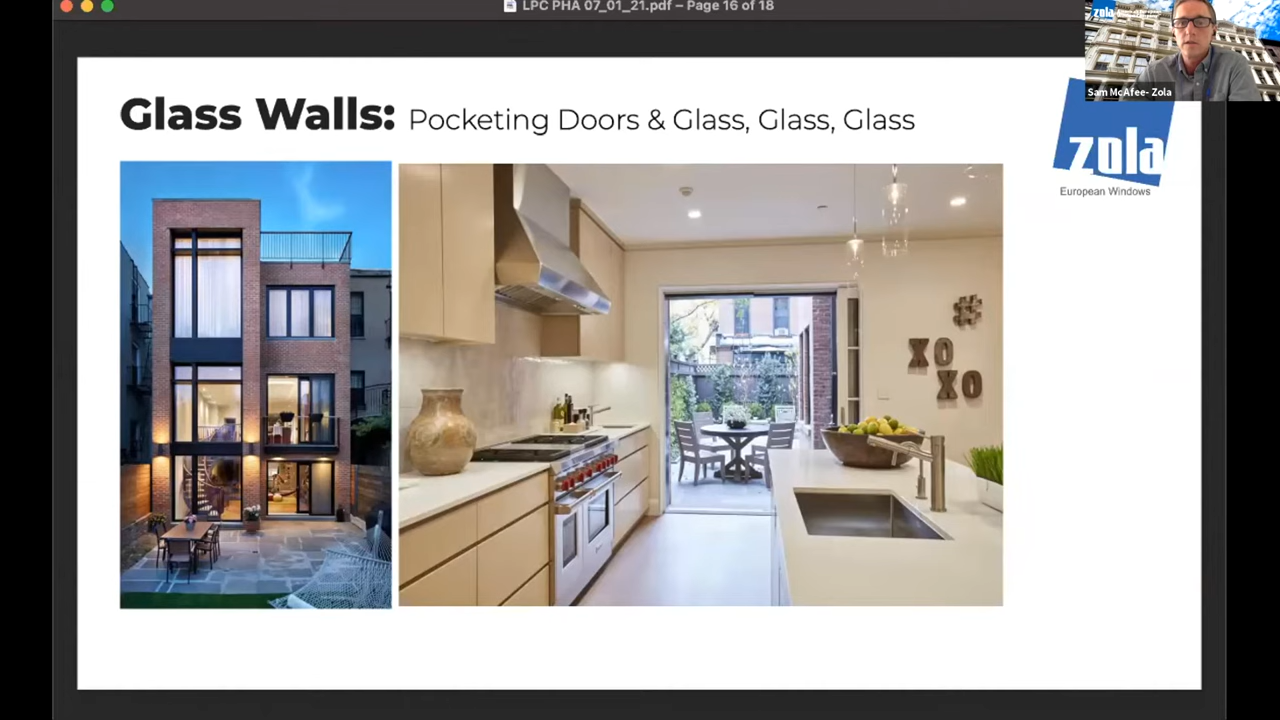 LPC PHA 07_01_21.pdf – Page 16 of 18
zola
Sam McAfee- Zola
Glass Walls: Pocketing Doors & Glass, Glass, Glass
zola
European Windows
#
XO
XO